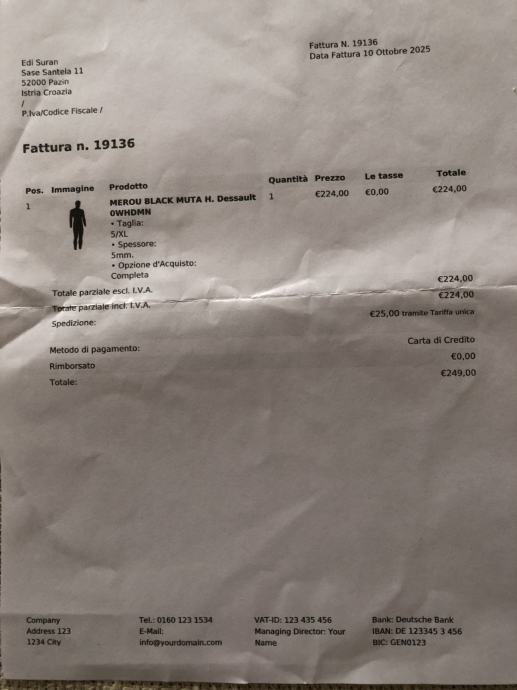 Fattura N. 19136
Data Fattura 10 Ottobre 2025
Edi Suran
Sase Santela 11
52000 Pazin
Istria Croazia
/
P.Iva/Codice Fiscale /
Fattura n. 19136
Pos. Immagine Prodotto Quantità Prezzo Le tasse Totale
1 MEROU BLACK MUTA H. Dessault 1 €224,00 €0,00 €224,00
0WHDMN
• Taglia:
5/XL
• Spessore:
5mm.
• Opzione d'Acquisto:
Completa
Totale parziale escl. I.V.A. €224,00
Totale parziale incl. I.V.A. €224,00
Spedizione: €25,00 tramite Tariffa unica
Metodo di pagamento: Carta di Credito
Rimborsato €0,00
Totale: €249,00
Company Tel.: 0160 123 1534 VAT-ID: 123 435 456 Bank: Deutsche Bank
Address 123 E-Mail: Managing Director: Your IBAN: DE 123345 3 456
1234 City info@yourdomain.com Name BIC: GEN0123